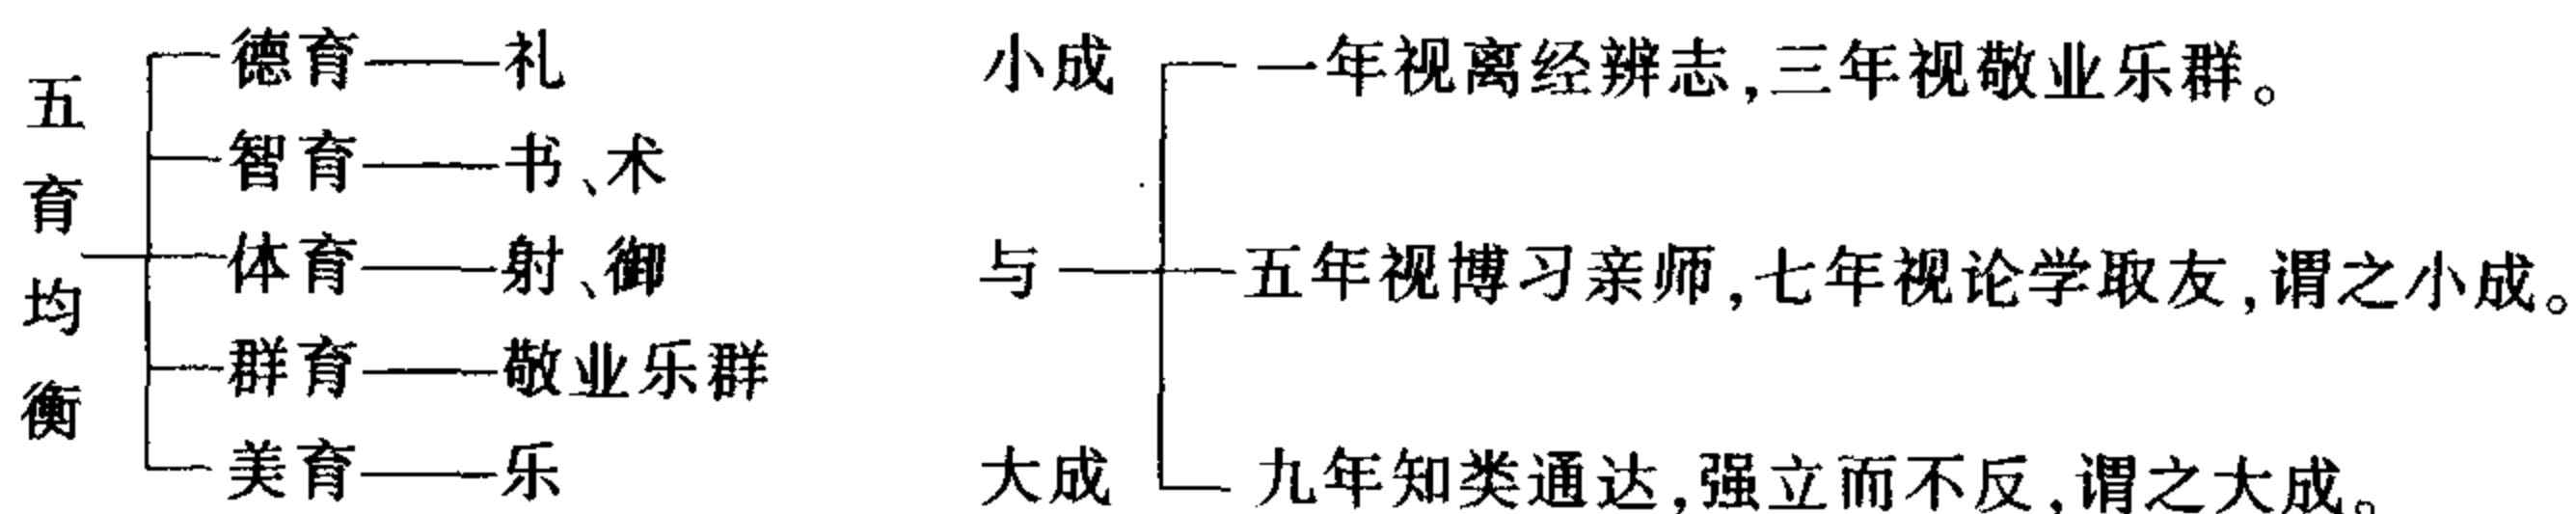 五育均衡
德育——礼
智育——书、术
体育——射、御
群育——敬业乐群
美育——乐
小成与大成
一年视离经辨志,三年视敬业乐群。
五年视博习亲师,七年视论学取友,谓之小成。
九年知类通达,强立而不反,谓之大成。